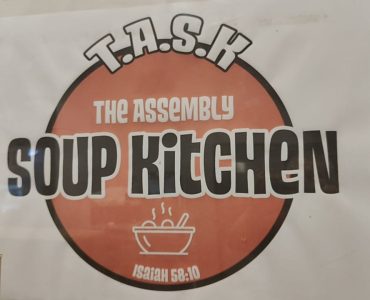 T.A.S.K
THE ASSEMBLY
SOUP KITCHEN
ISAIAH 58:10